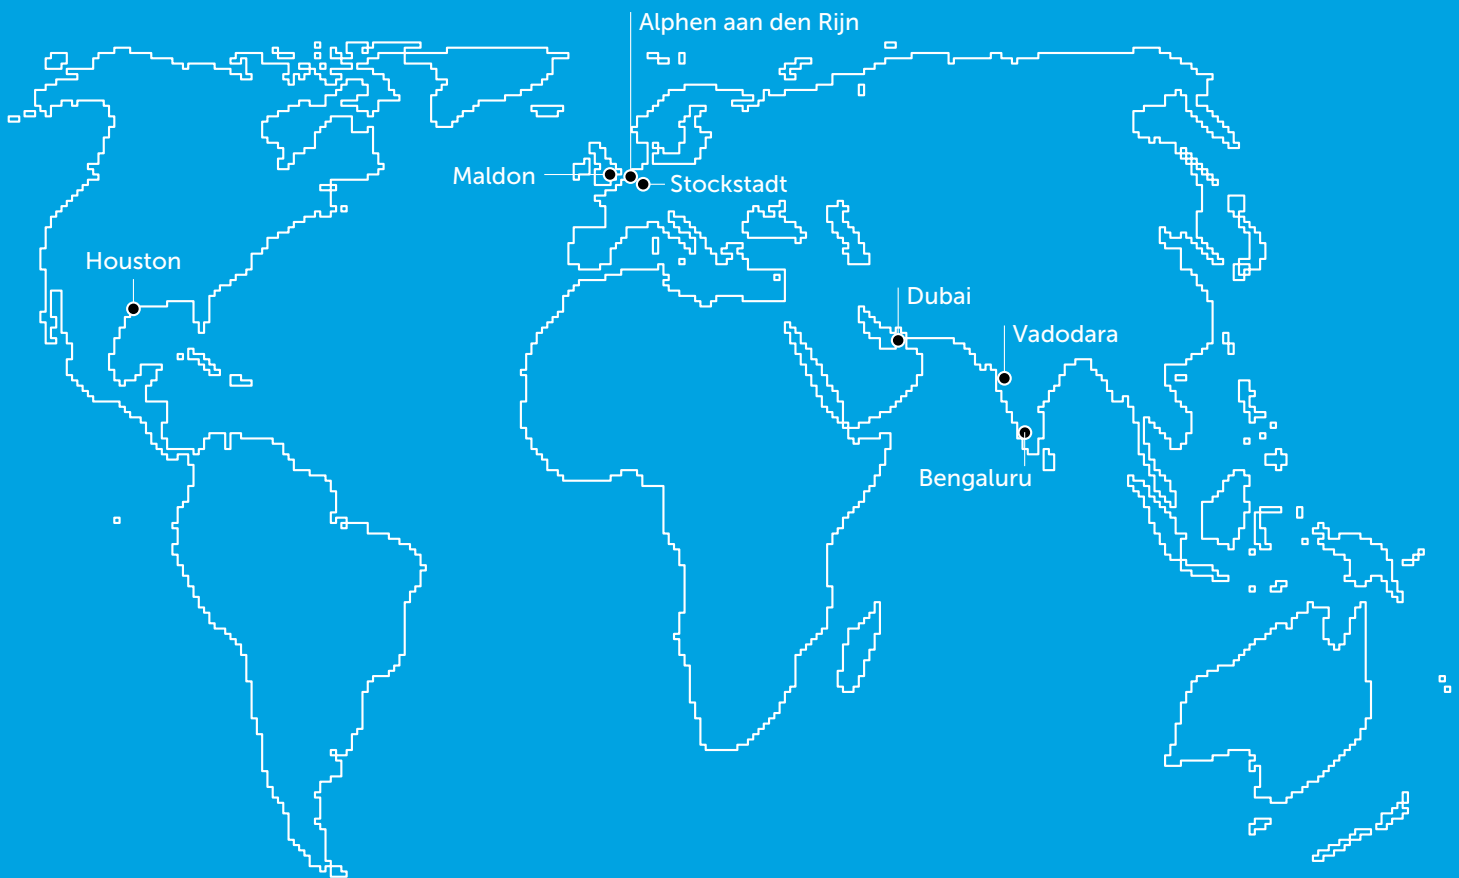 Alphen aan den Rijn
Maldon
Stockstadt
Houston
Dubai
Vadodara
Bengaluru